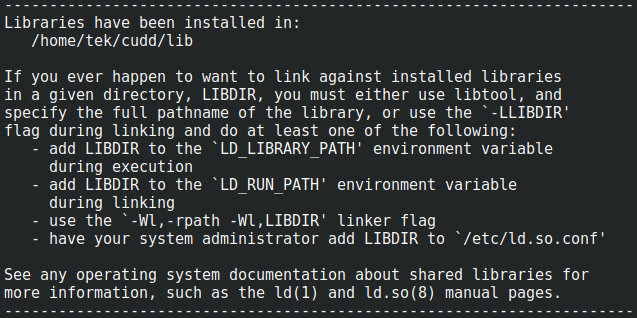 ----------------------------------------------------------------------
Libraries have been installed in:
   /home/tek/cudd/lib

If you ever happen to want to link against installed libraries
in a given directory, LIBDIR, you must either use libtool, and
specify the full pathname of the library, or use the `-LLIBDIR'
flag during linking and do at least one of the following:
   - add LIBDIR to the `LD_LIBRARY_PATH' environment variable
     during execution
   - add LIBDIR to the `LD_RUN_PATH' environment variable
     during linking
   - use the `-Wl,-rpath -Wl,LIBDIR' linker flag
   - have your system administrator add LIBDIR to `/etc/ld.so.conf'

See any operating system documentation about shared libraries for
more information, such as the ld(1) and ld.so(8) manual pages.
----------------------------------------------------------------------